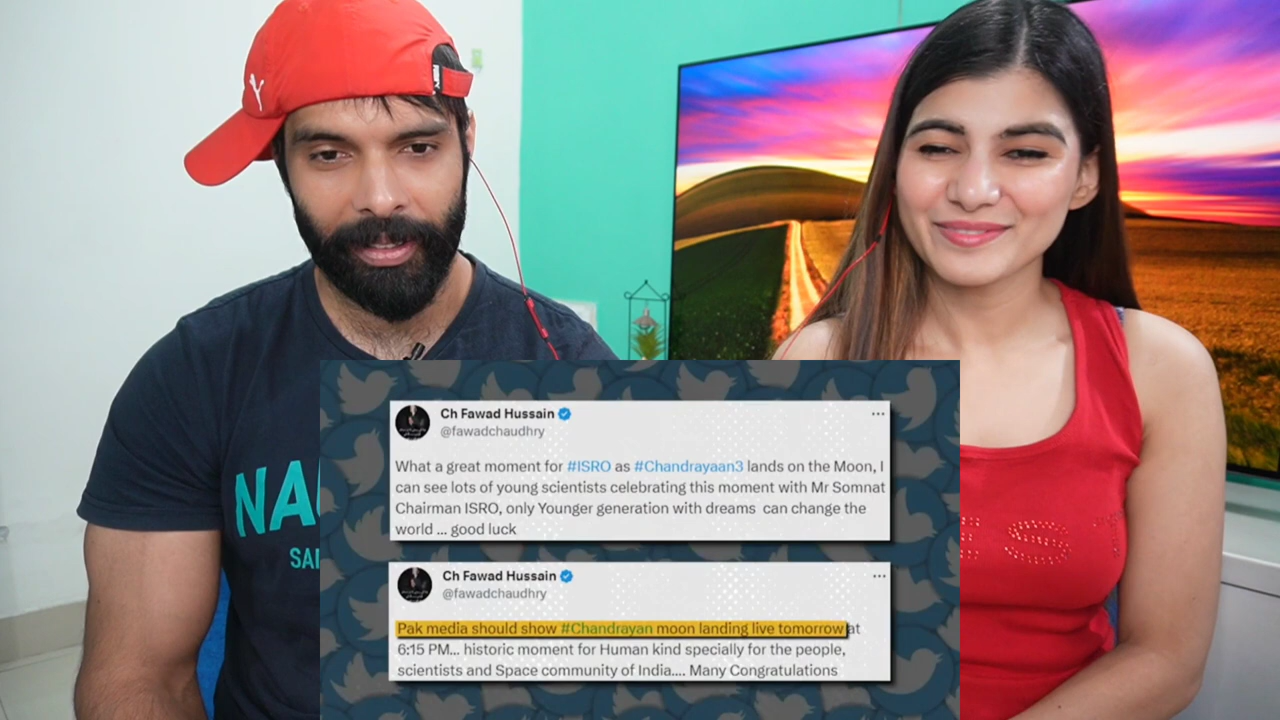 NA
SAI
Ch Fawad Hussain
@fawadchaudhry
What a great moment for #ISRO as #Chandrayaan3 lands on the Moon, I
can see lots of young scientists celebrating this moment with Mr Somnat
Chairman ISRO, only Younger generation with dreams can change the
world ... good luck
Ch Fawad Hussain
@fawadchaudhry
Pak media should show #Chandrayan moon landing live tomorrow at
6:15 PM... historic moment for Human kind specially for the people,
scientists and Space community of India.... Many Congratulations